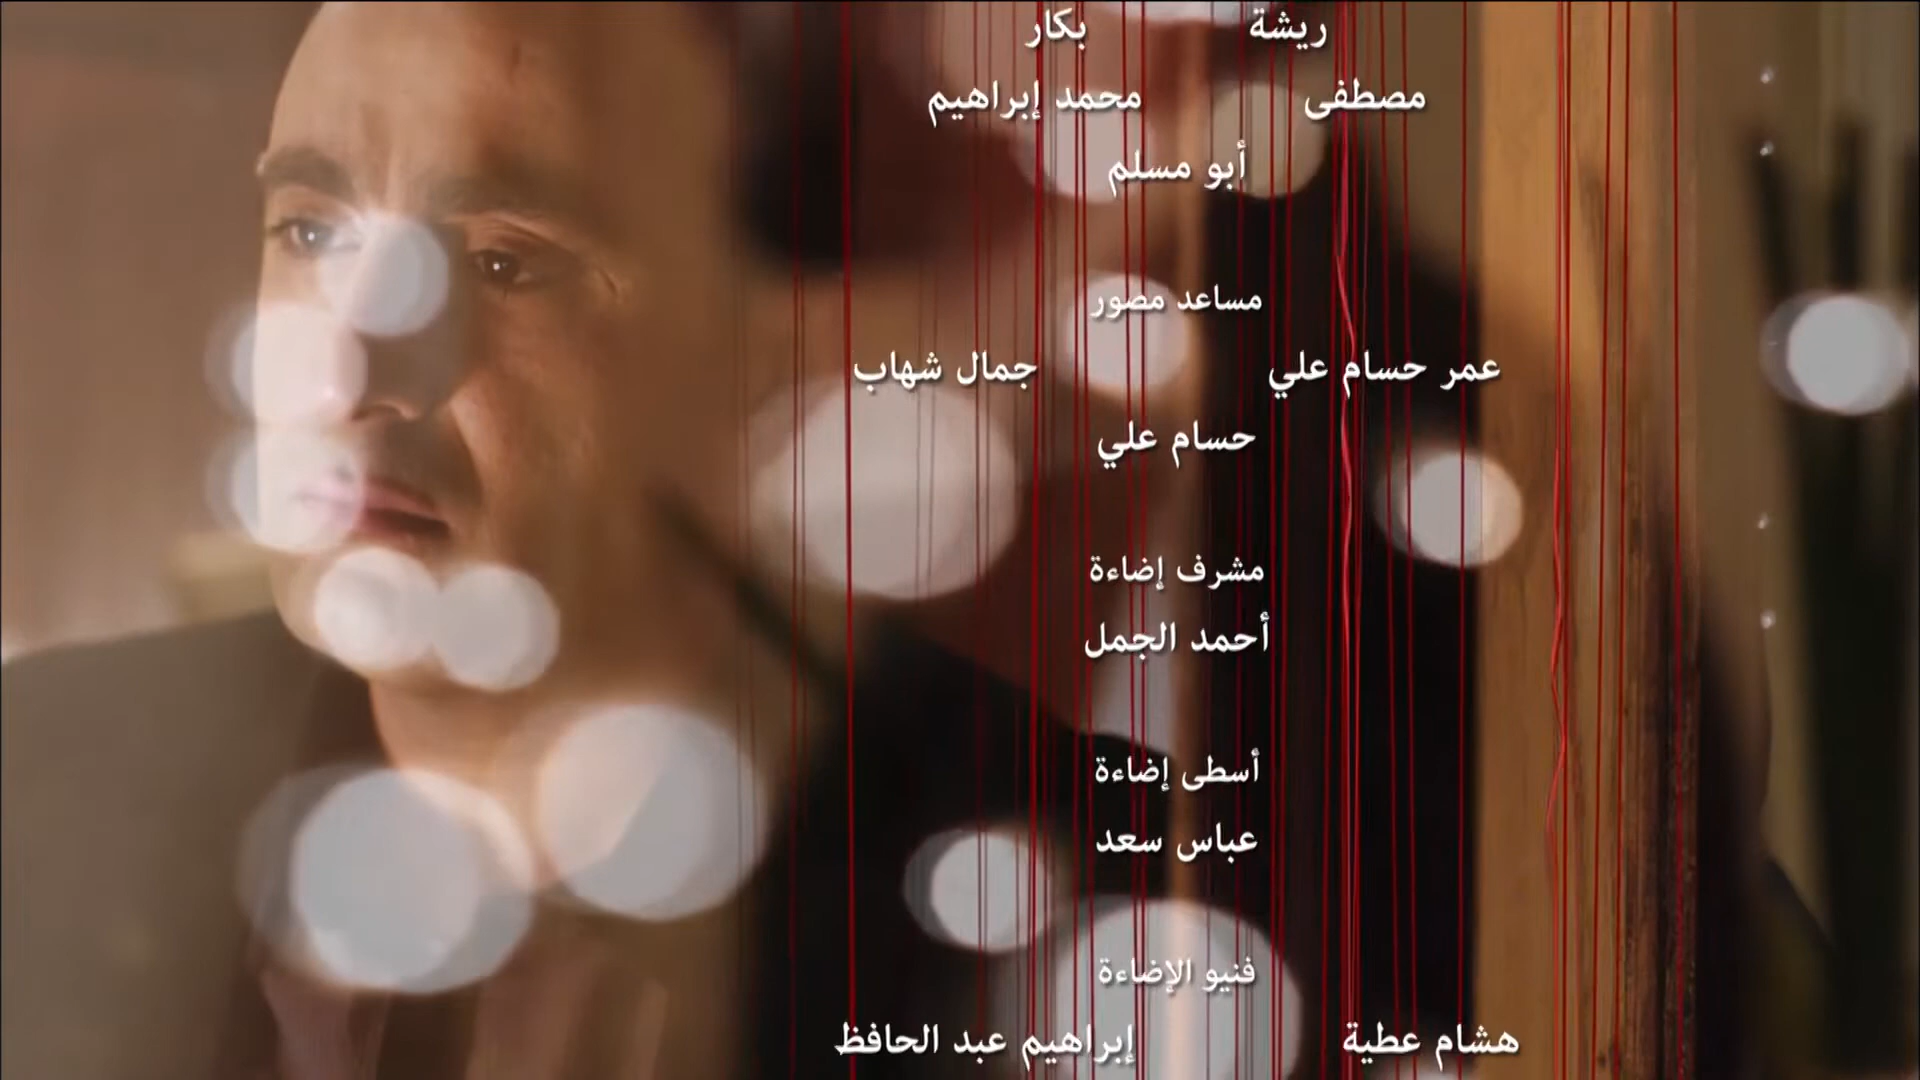 ريشة بكار
مصطفى محمد إبراهيم
أبو مسلم
مساعد مصور
عمر حسام علي جمال شهاب
حسام علي
مشرف إضاءة
أحمد الجمل
أسطى إضاءة
عباس سعد
فنيو الإضاءة
هشام عطية إبراهيم عبد الحافظ